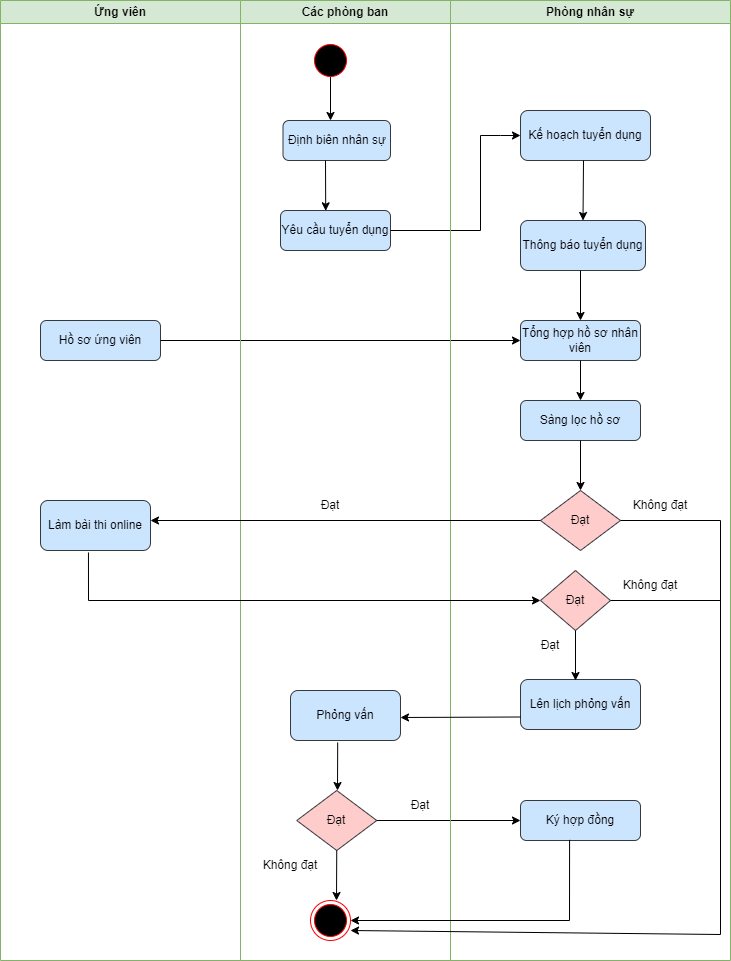 Ứng viên
Các phòng ban
Phòng nhân sự
Định biên nhân sự
Kế hoạch tuyển dụng
Yêu cầu tuyển dụng
Thông báo tuyển dụng
Hồ sơ ứng viên
Tổng hợp hồ sơ nhân
viên
Sàng lọc hồ sơ
Đạt
Đạt
Không đạt
Làm bài thi online
Đạt
Không đạt
Đạt
Lên lịch phỏng vấn
Phỏng vấn
Đạt
Đạt
Ký hợp đồng
Không đạt